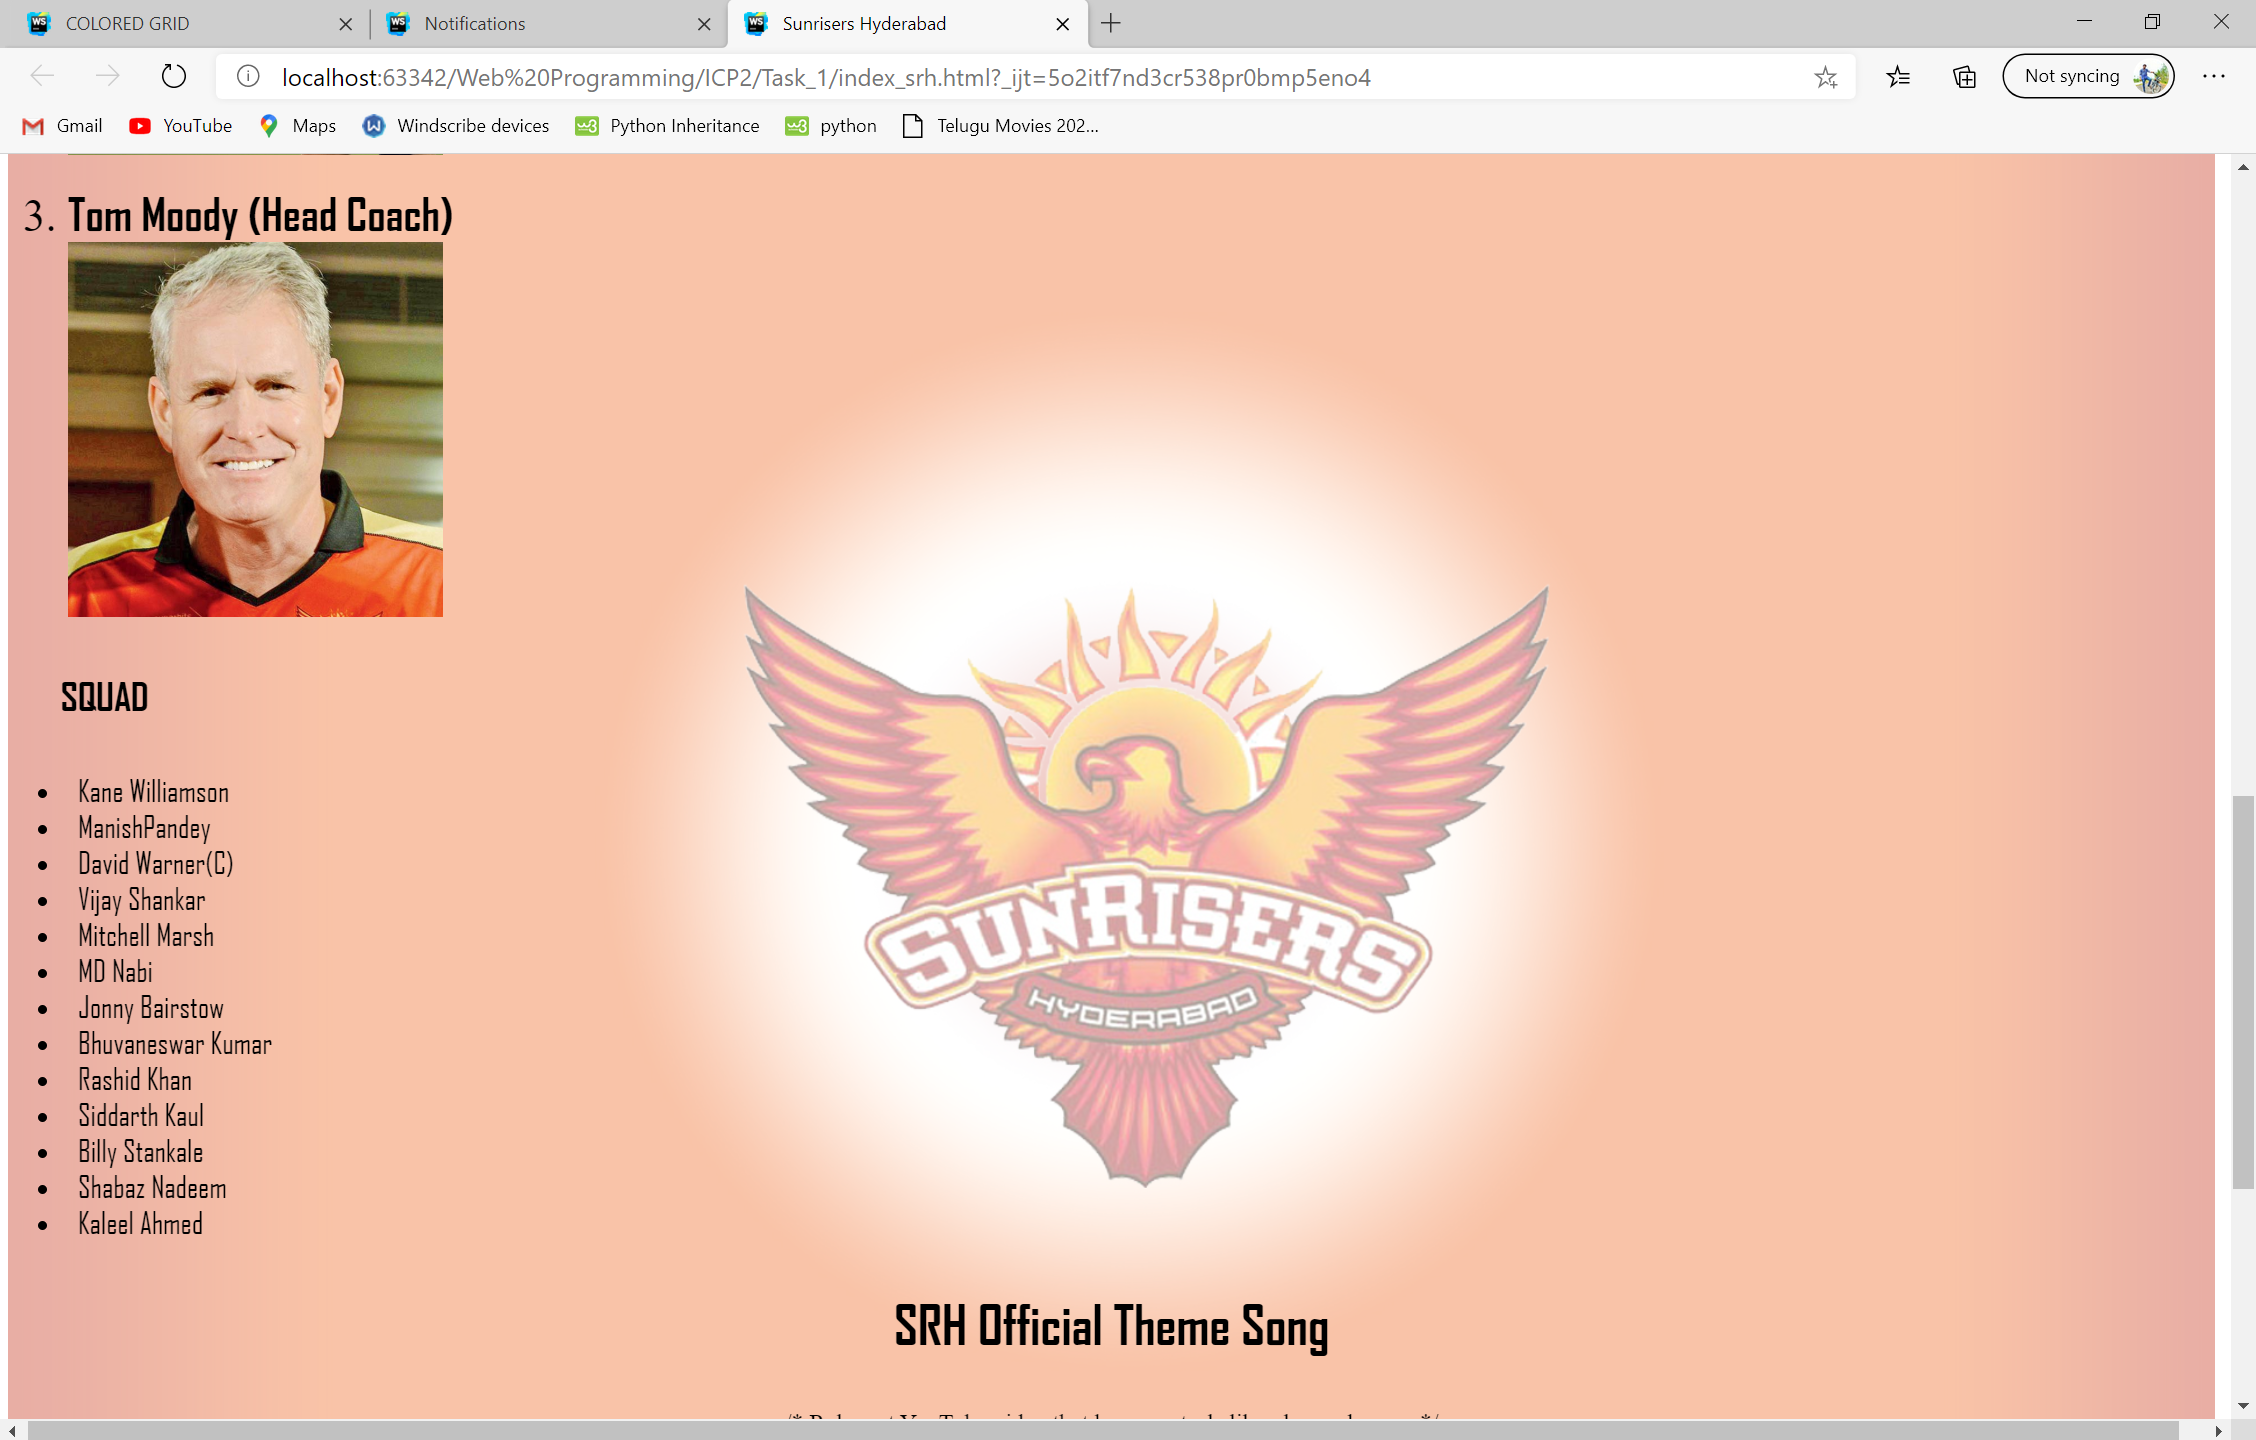 COLORED GRID
Notifications
Sunrisers Hyderabad
localhost:63342/Web%20Programming/ICP2/Task_1/index_srh.html?_ijt=5o2itf7nd3cr538pr0bmp5eno4
Not syncing
Gmail
YouTube
Maps
Windscribe devices
Python Inheritance
python
Telugu Movies 202...
3. Tom Moody (Head Coach)
SQUAD
Kane Williamson
ManishPandey
David Warner(C)
Vijay Shankar
Mitchell Marsh
MD Nabi
Jonny Bairstow
Bhuvaneswar Kumar
Rashid Khan
Siddarth Kaul
Billy Stankale
Shabaz Nadeem
Kaleel Ahmed
SUNRISERS
HYDERABAD
SRH Official Theme Song